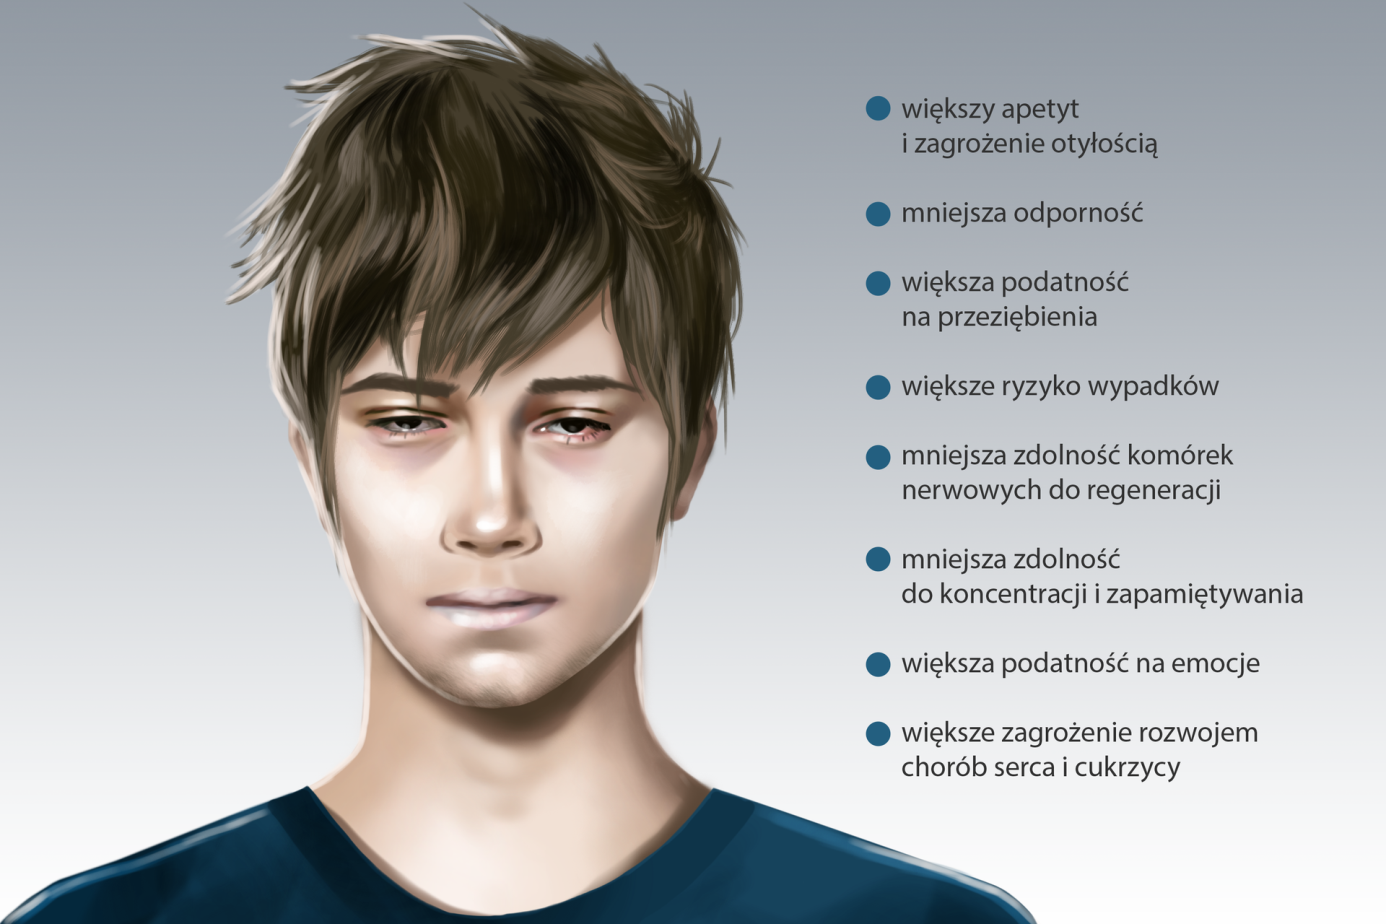 większy apetyt
i zagrożenie otyłością
mniejsza odporność
większa podatność
na przeziębienia
większe ryzyko wypadków
mniejsza zdolność komórek
nerwowych do regeneracji
mniejsza zdolność
do koncentracji i zapamiętywania
większa podatność na emocje
większe zagrożenie rozwojem
chorób serca i cukrzycy